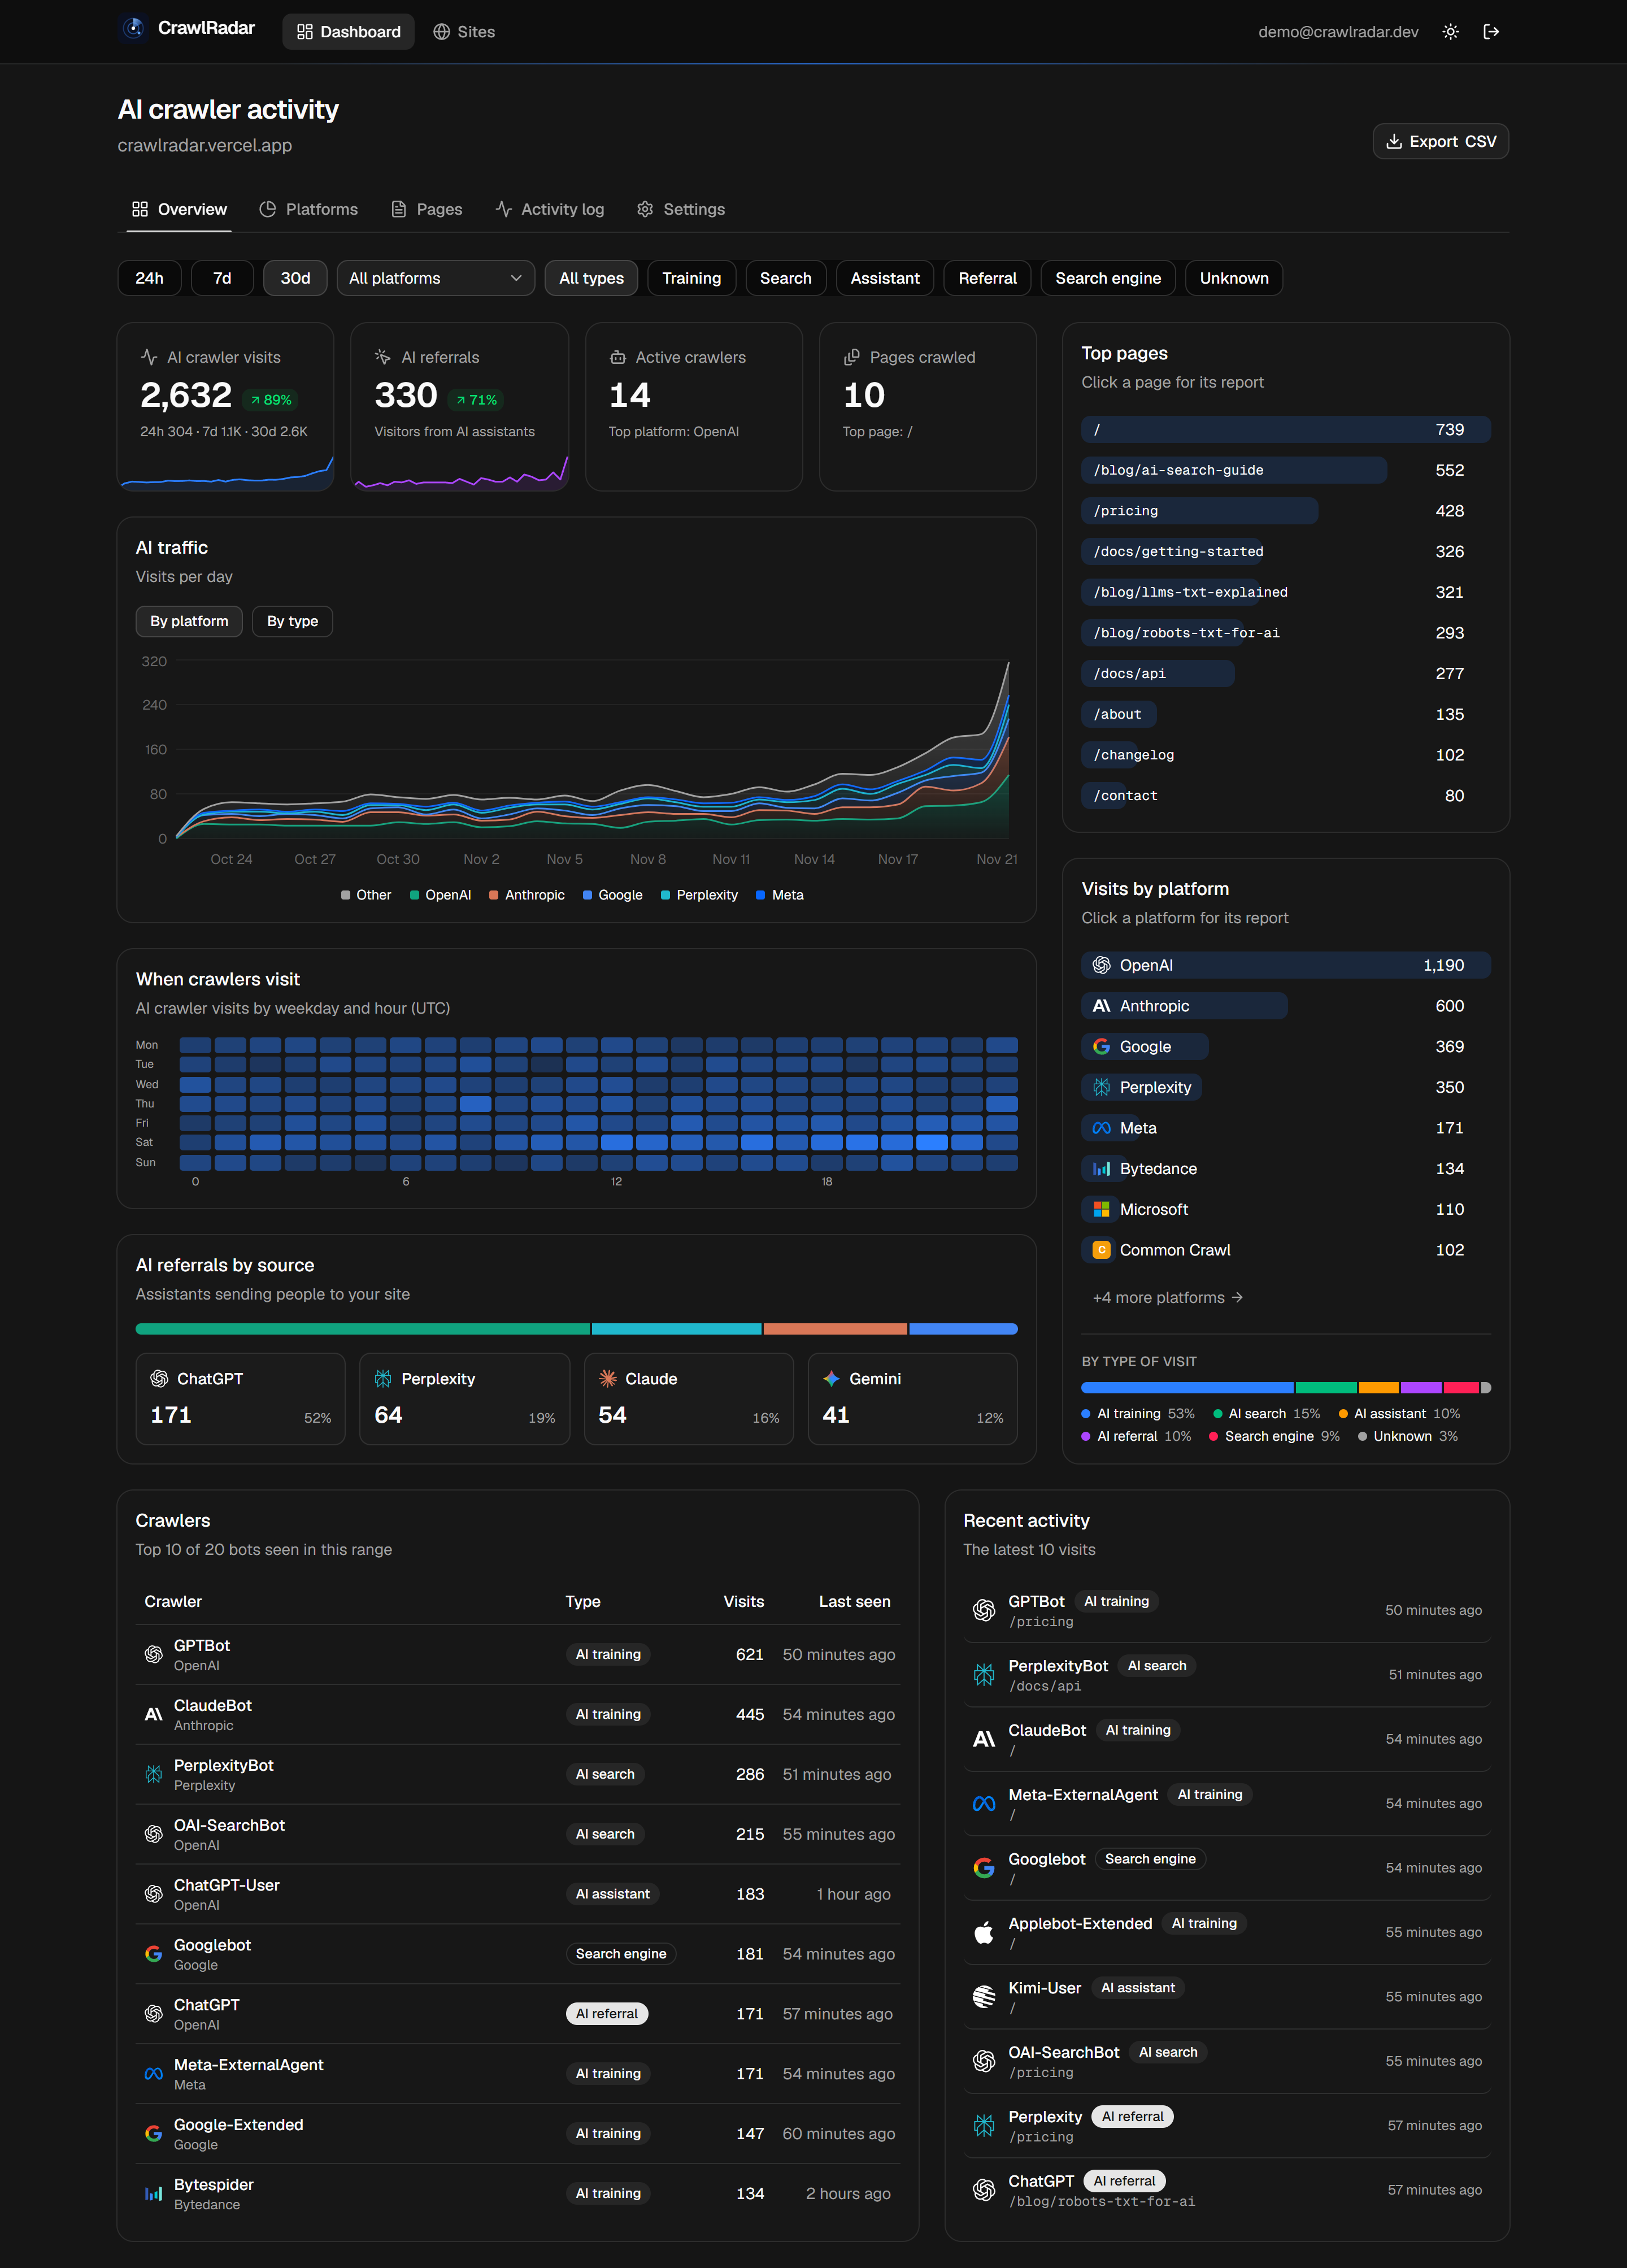 CrawlRadar
Dashboard
Sites
demo@crawlradar.dev
AI crawler activity
crawlradar.vercel.app
Export CSV
Overview
Platforms
Pages
Activity log
Settings
24h
7d
30d
All platforms
All types
Training
Search
Assistant
Referral
Search engine
Unknown
AI crawler visits
2,632
89%
24h 304 · 7d 1.1K · 30d 2.6K
AI referrals
330
71%
Visitors from AI assistants
Active crawlers
14
Top platform: OpenAI
Pages crawled
10
Top page: /
Top pages
Click a page for its report
/ 739
/blog/ai-search-guide 552
/pricing 428
/docs/getting-started 326
/blog/llms-txt-explained 321
/blog/robots-txt-for-ai 293
/docs/api 277
/about 135
/changelog 102
/contact 80
AI traffic
Visits per day
By platform
By type
320
240
160
80
0
Oct 24 Oct 27 Oct 30 Nov 2 Nov 5 Nov 8 Nov 11 Nov 14 Nov 17 Nov 21
Other OpenAI Anthropic Google Perplexity Meta
When crawlers visit
AI crawler visits by weekday and hour (UTC)
Mon
Tue
Wed
Thu
Fri
Sat
Sun
0 6 12 18
Visits by platform
Click a platform for its report
OpenAI 1,190
Anthropic 600
Google 369
Perplexity 350
Meta 171
Bytedance 134
Microsoft 110
C Common Crawl 102
+4 more platforms
BY TYPE OF VISIT
AI training 53% AI search 15% AI assistant 10%
AI referral 10% Search engine 9% Unknown 3%
AI referrals by source
Assistants sending people to your site
ChatGPT
171 52%
Perplexity
64 19%
Claude
54 16%
Gemini
41 12%
Crawlers
Top 10 of 20 bots seen in this range
Crawler Type Visits Last seen
GPTBot
OpenAI
AI training 621 50 minutes ago
ClaudeBot
Anthropic
AI training 445 54 minutes ago
PerplexityBot
Perplexity
AI search 286 51 minutes ago
OAI-SearchBot
OpenAI
AI search 215 55 minutes ago
ChatGPT-User
OpenAI
AI assistant 183 1 hour ago
Googlebot
Google
Search engine 181 54 minutes ago
ChatGPT
OpenAI
AI referral 171 57 minutes ago
Meta-ExternalAgent
Meta
AI training 171 54 minutes ago
Google-Extended
Google
AI training 147 60 minutes ago
Bytespider
Bytedance
AI training 134 2 hours ago
Recent activity
The latest 10 visits
GPTBot AI training
/pricing
50 minutes ago
PerplexityBot AI search
/docs/api
51 minutes ago
ClaudeBot AI training
/
54 minutes ago
Meta-ExternalAgent AI training
/
54 minutes ago
Googlebot Search engine
/
54 minutes ago
Applebot-Extended AI training
/
55 minutes ago
Kimi-User AI assistant
/
55 minutes ago
OAI-SearchBot AI search
/pricing
55 minutes ago
Perplexity AI referral
/pricing
57 minutes ago
ChatGPT AI referral
/blog/robots-txt-for-ai
57 minutes ago